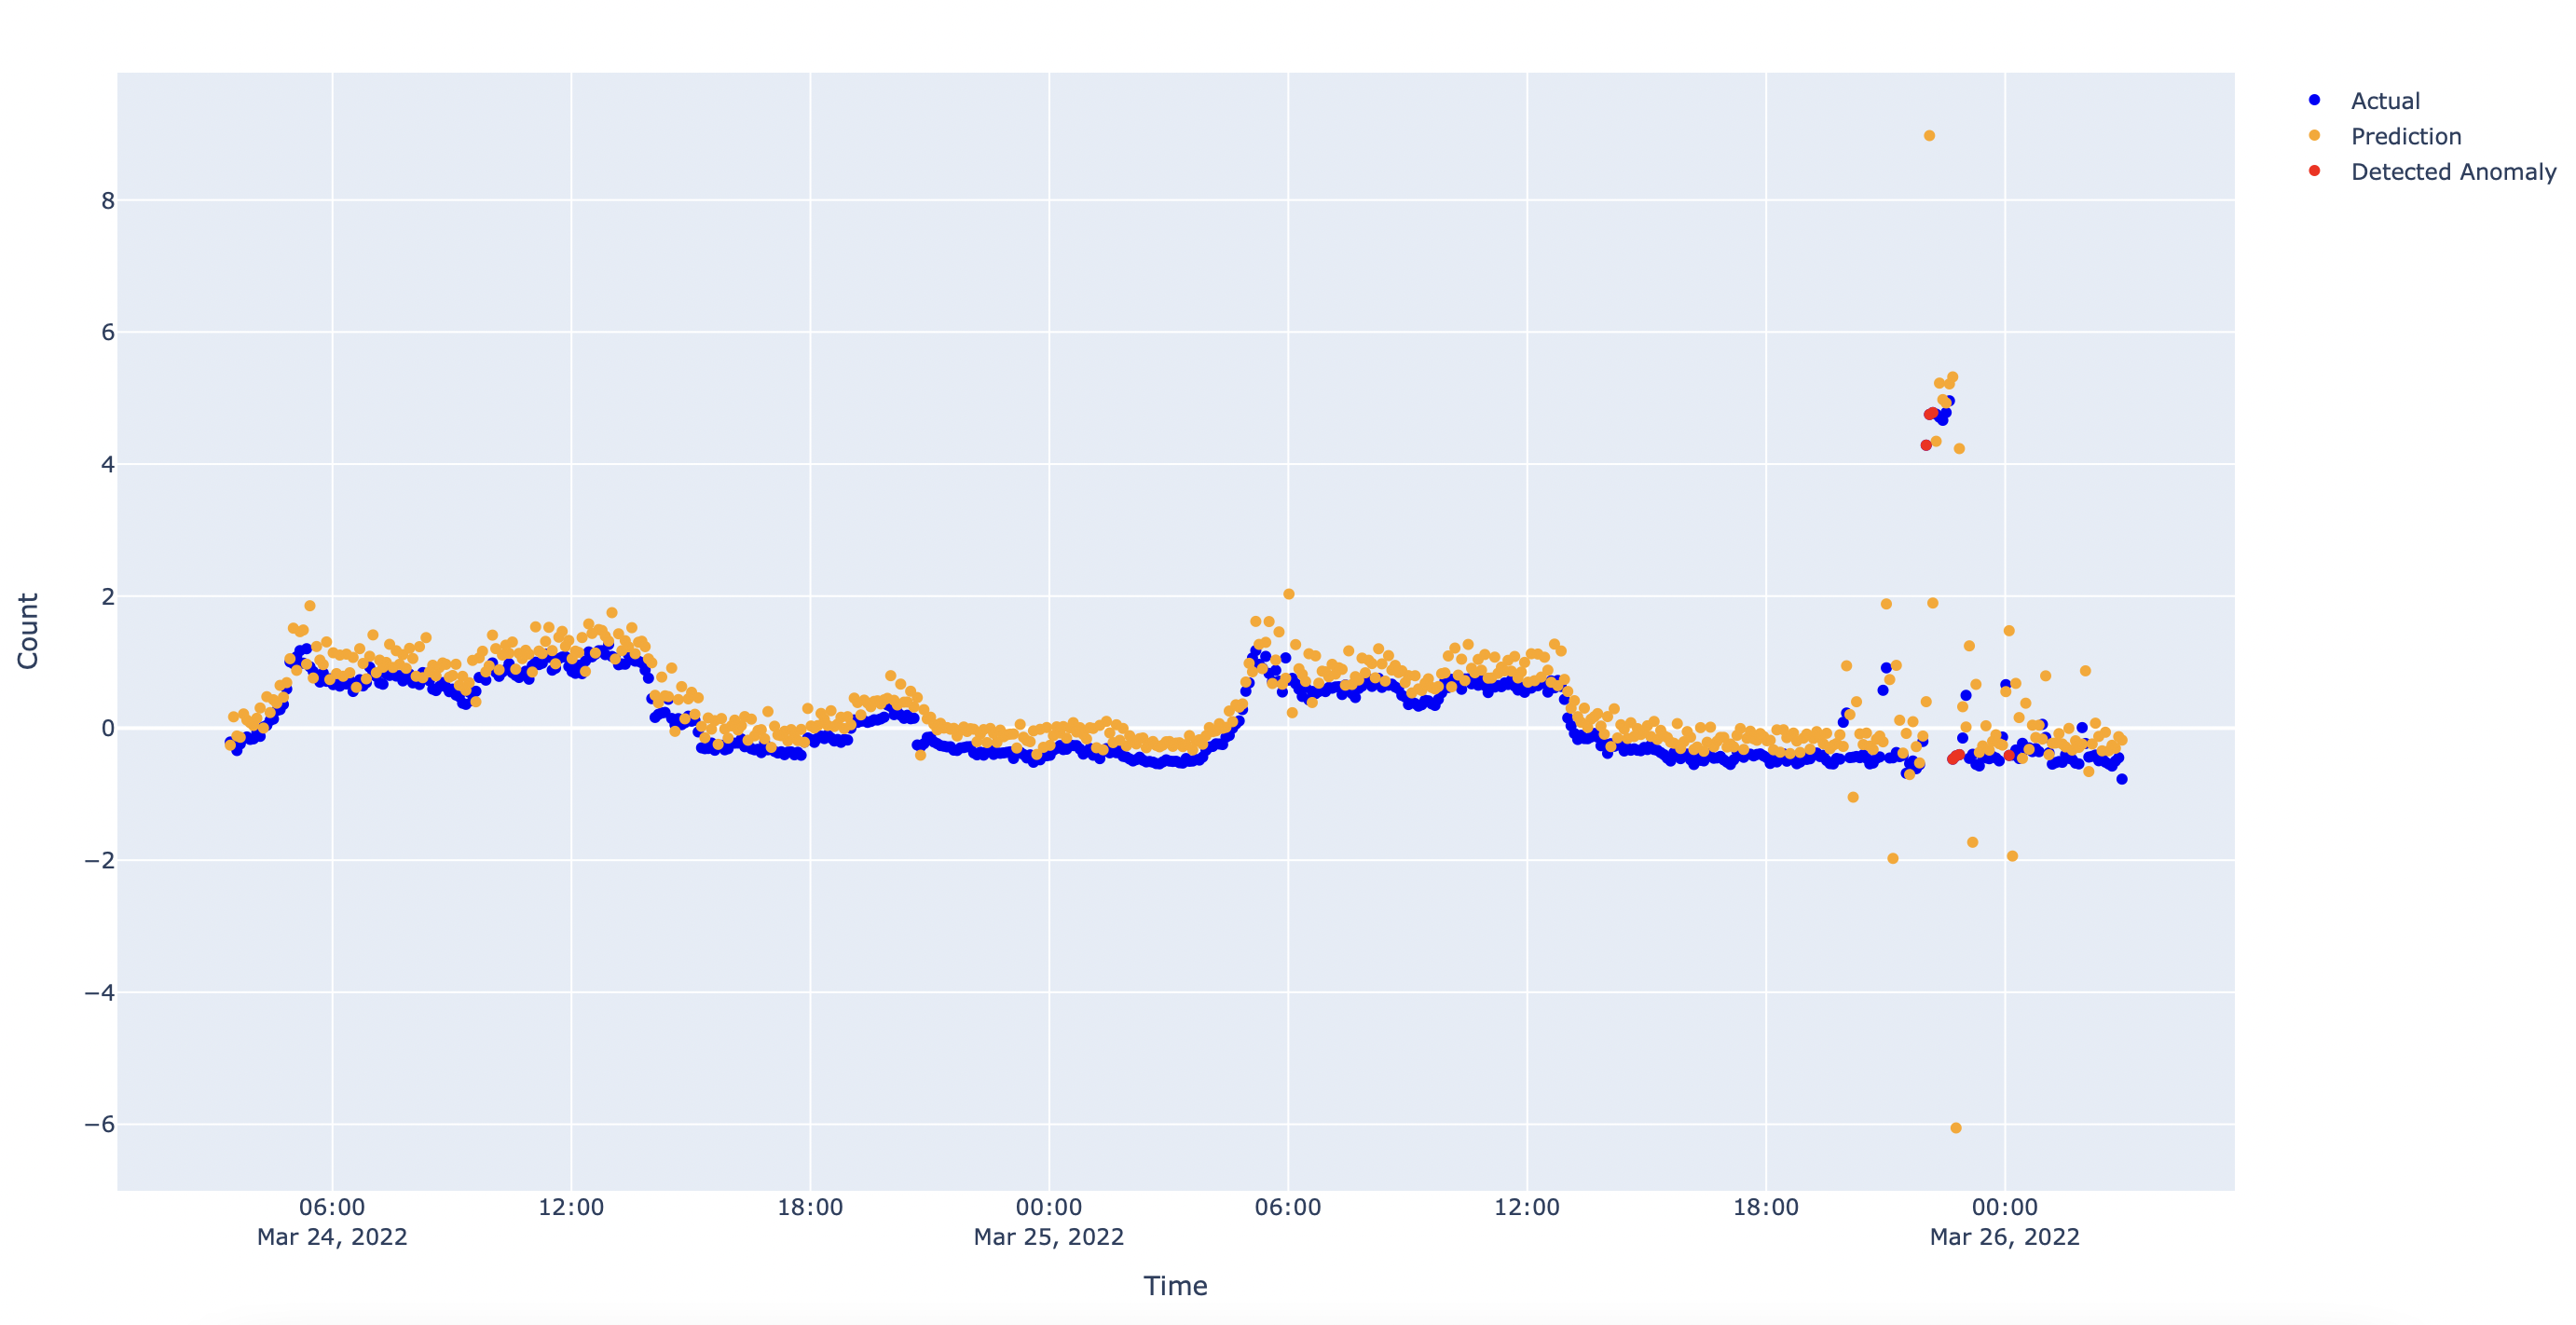 Actual
Prediction
Detected Anomaly
8
6
4
2
0
−2
−4
−6
Count
06:00 12:00 18:00 00:00 06:00 12:00 18:00 00:00
Mar 24, 2022 Mar 25, 2022 Mar 26, 2022
Time